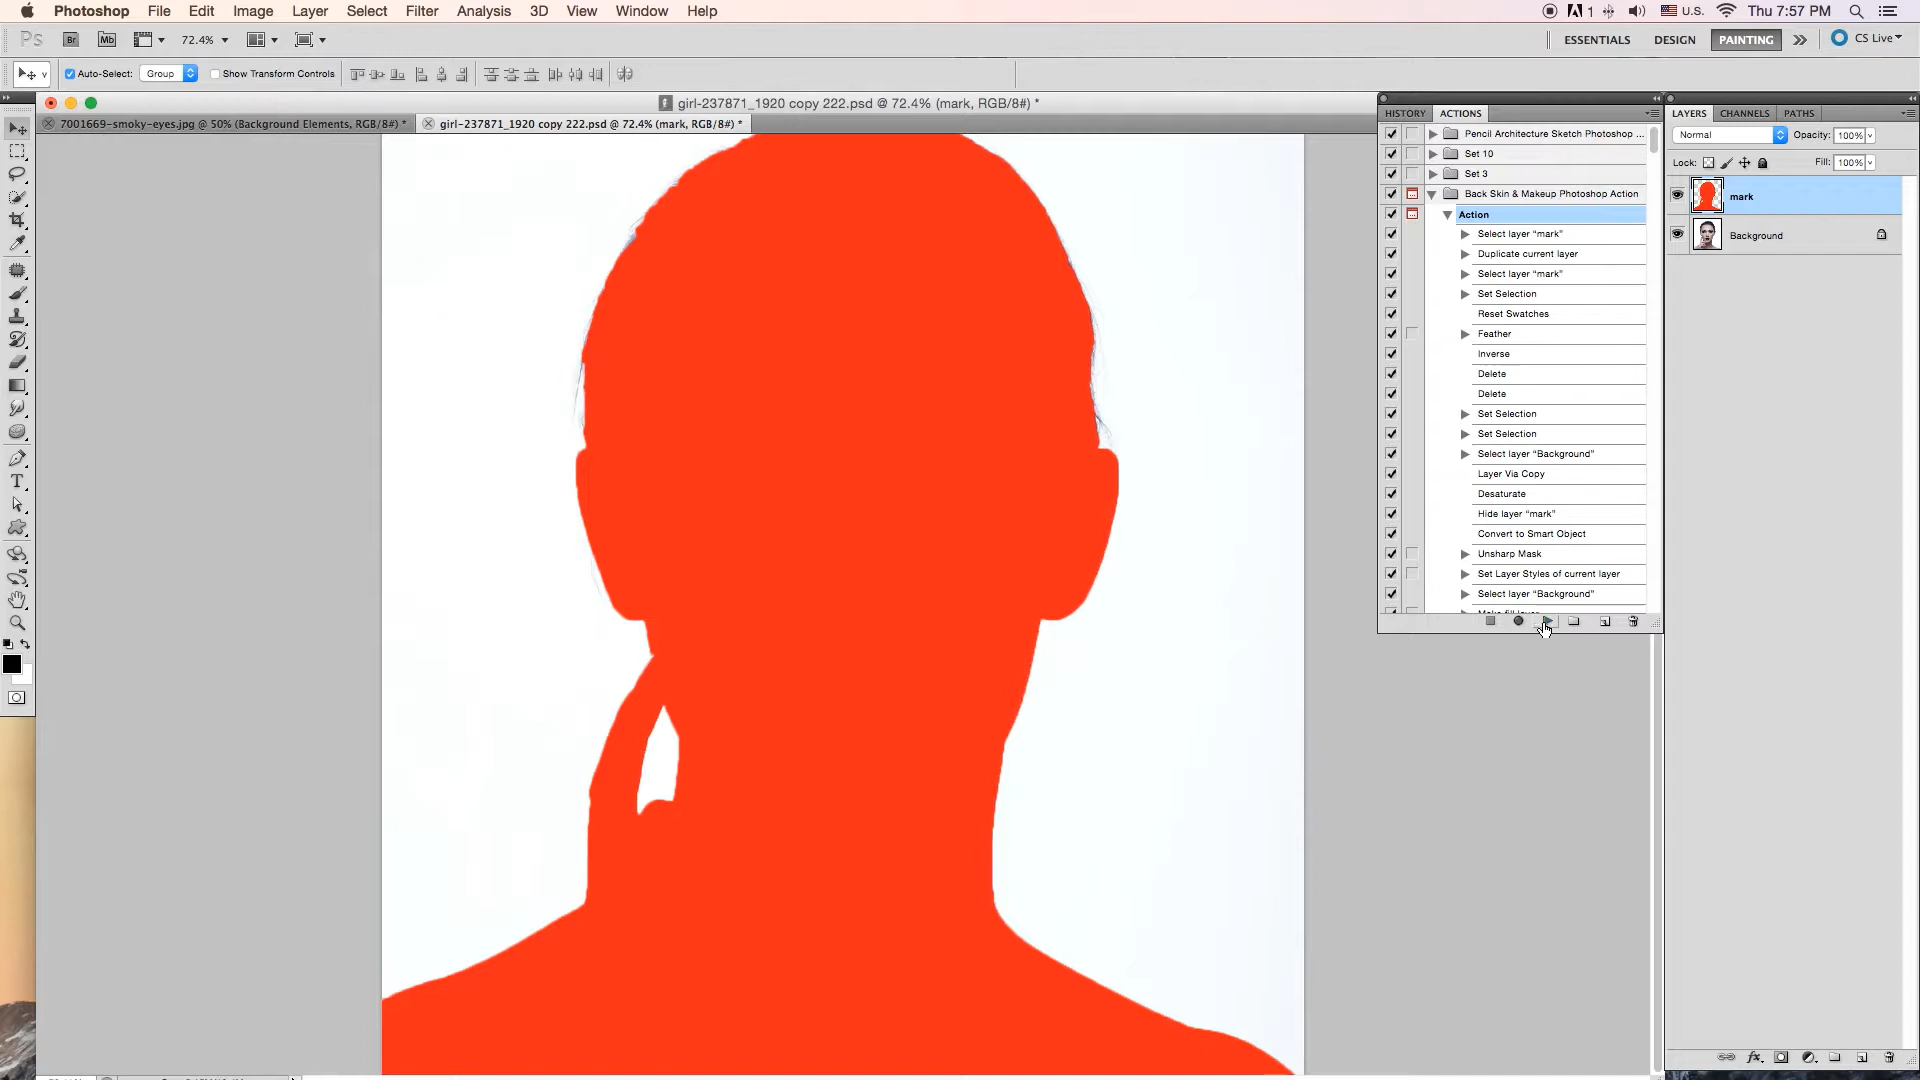 Photoshop File Edit Image Layer Select Filter Analysis 3D View Window Help
1 U.S. Thu 7:57 PM
Ps Br Mb 72.4% ESSENTIALS DESIGN PAINTING CS Live
Auto-Select: Group Show Transform Controls
girl-237871_1920 copy 222.psd @ 72.4% (mark, RGB/8#) *
7001669-smoky-eyes.jpg @ 50% (Background Elements, RGB/8#) *
girl-237871_1920 copy 222.psd @ 72.4% (mark, RGB/8#) *
HISTORY ACTIONS
Pencil Architecture Sketch Photoshop ...
Set 10
Set 3
Back Skin & Makeup Photoshop Action
Action
Select layer “mark”
Duplicate current layer
Select layer “mark”
Set Selection
Reset Swatches
Feather
Inverse
Delete
Delete
Set Selection
Set Selection
Select layer “Background”
Layer Via Copy
Desaturate
Hide layer “mark”
Convert to Smart Object
Unsharp Mask
Set Layer Styles of current layer
Select layer “Background”
LAYERS CHANNELS PATHS
Normal Opacity: 100%
Lock: Fill: 100%
mark
Background
T
fx